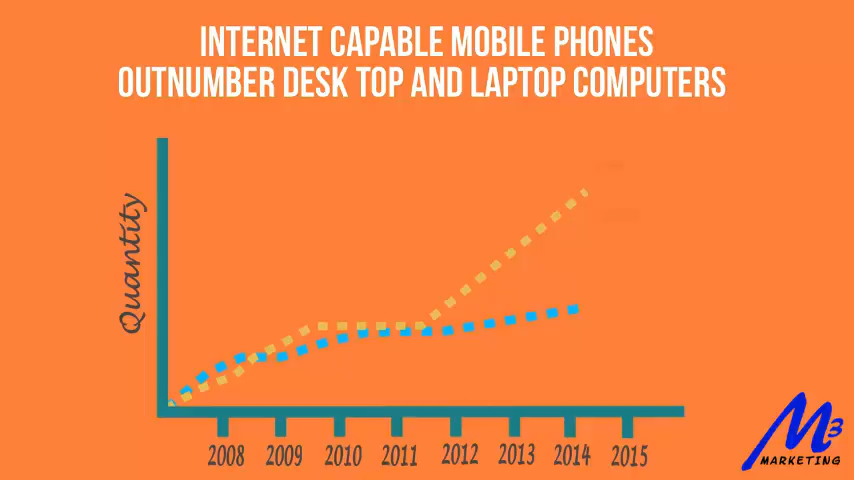 INTERNET CAPABLE MOBILE PHONES
OUTNUMBER DESK TOP AND LAPTOP COMPUTERS
Quantity
2008 2009 2010 2011 2012 2013 2014 2015
M3
MARKETING